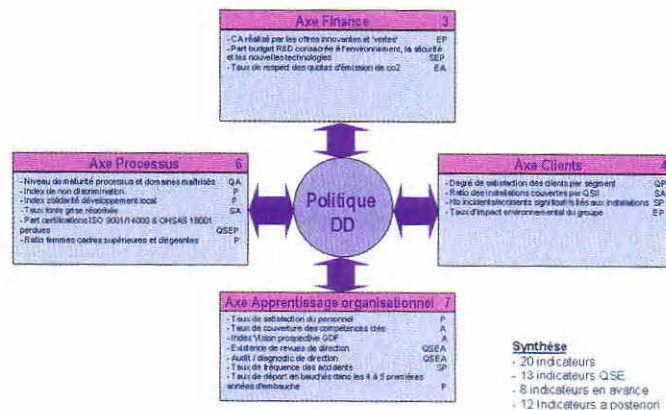 Axe Finance 3
- CA réalisé par les offres innovantes et 'vertes' EP
- Part budget R&D consacrée à l'environnement, la sécurité
et les nouvelles technologies SEP
- Taux de respect des quotas d'émission de co2 EA
Axe Processus 6
- Niveau de maturité processus et domaines maîtrisés QA
- Index de non discrimination P
- Index solidarité développement local P
- Taux fonte grise résorbée SA
- Part certifications ISO 9001/14000 & OHSAS 18001
perdues QSEP
- Ratio femmes cadres supérieures et dirigeantes P
Politique
DD
Axe Clients 4
- Degré de satisfaction des clients par segment QP
- Ratio des installations couvertes par QSII SA
- Nb incidents/accidents significatifs liés aux installations SP
- Taux d'impact environnemental du groupe EP
Axe Apprentissage organisationnel 7
- Taux de satisfaction du personnel P
- Taux de couverture des compétences clés A
- Index Vision prospective GDF A
- Existence de revues de direction QSEA
- Audit / diagnostic de direction QSEA
- Taux de fréquence des accidents SP
- Taux de départ embauchés dans les 4 à 5 premières
années d'embauche P
Synthèse
- 20 indicateurs
- 13 indicateurs QSE
- 8 indicateurs en avance
- 12 Indicateurs a posteriori